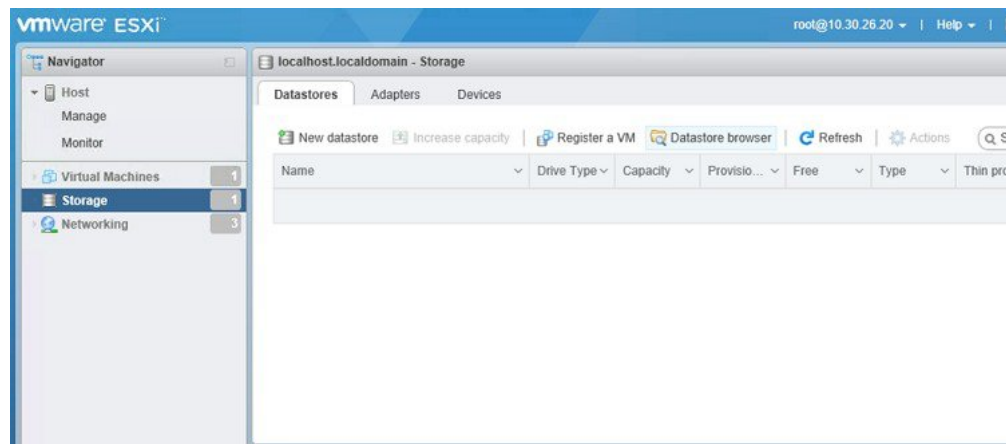 vmware ESXi
root@10.30.26.20 | Help |
Navigator
localhost.localdomain - Storage
Host
Manage
Monitor
Virtual Machines 1
Storage 1
Networking 3
Datastores Adapters Devices
New datastore Increase capacity | Register a VM Datastore browser | Refresh | Actions
Name Drive Type Capacity Provisio... Free Type Thin pro